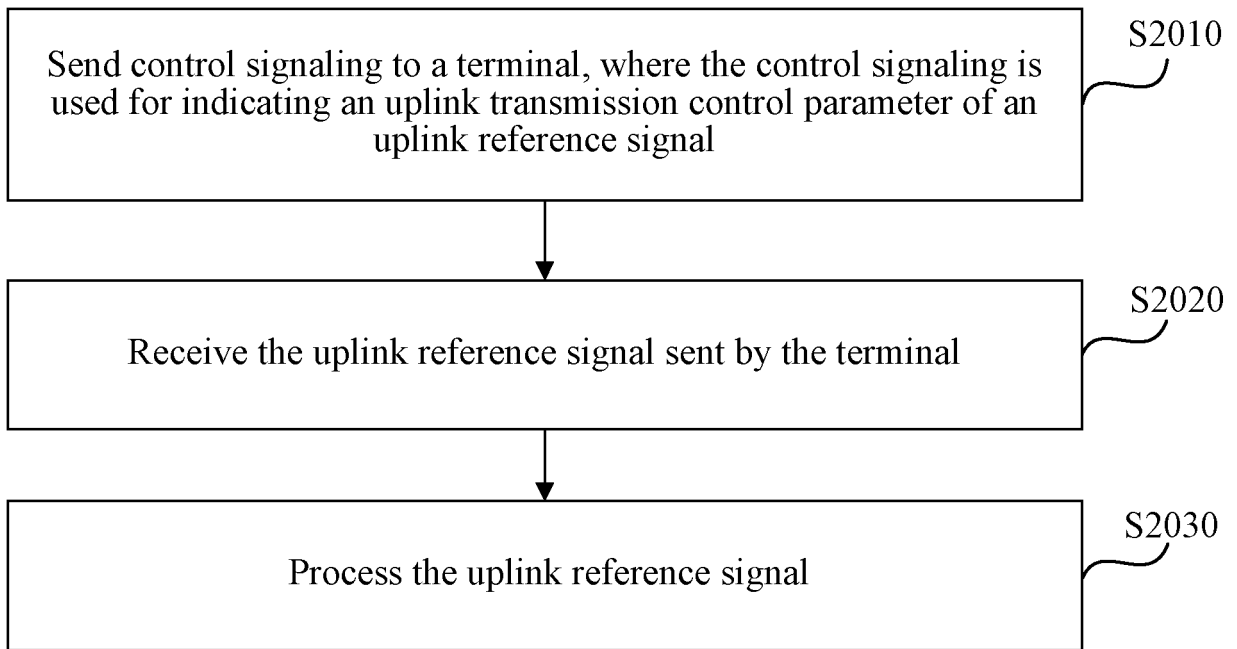 S2010
Send control signaling to a terminal, where the control signaling is
used for indicating an uplink transmission control parameter of an
uplink reference signal
S2020
Receive the uplink reference signal sent by the terminal
S2030
Process the uplink reference signal